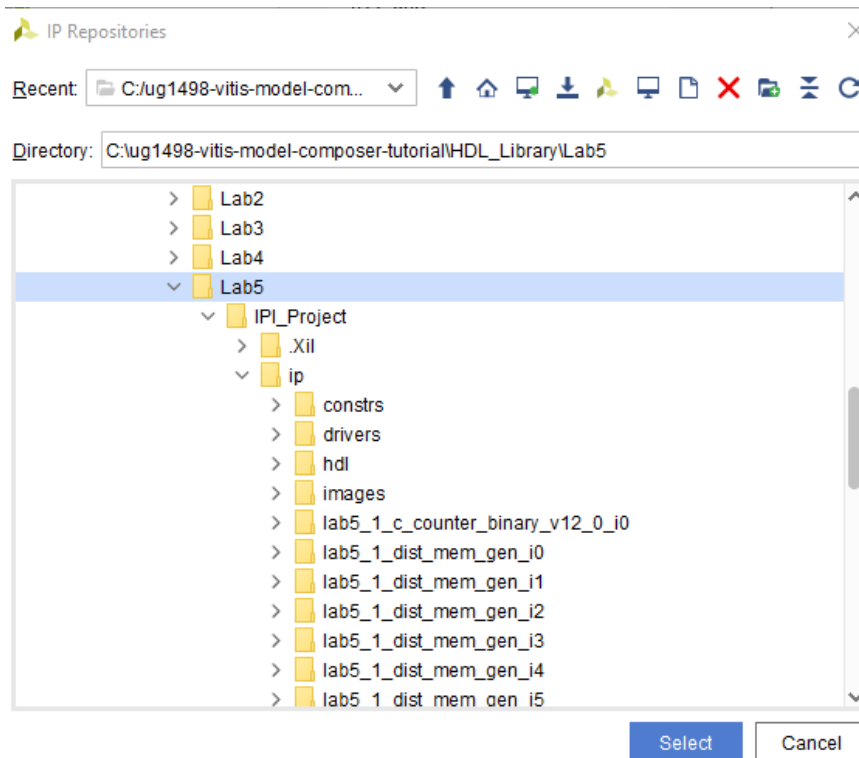 IP Repositories
Recent: C:/ug1498-vitis-model-com...
Directory: C:\ug1498-vitis-model-composer-tutorial\HDL_Library\Lab5
Lab2
Lab3
Lab4
Lab5
IPI_Project
.Xil
ip
constrs
drivers
hdl
images
lab5_1_c_counter_binary_v12_0_i0
lab5_1_dist_mem_gen_i0
lab5_1_dist_mem_gen_i1
lab5_1_dist_mem_gen_i2
lab5_1_dist_mem_gen_i3
lab5_1_dist_mem_gen_i4
lab5_1_dist_mem_gen_i5
Select Cancel